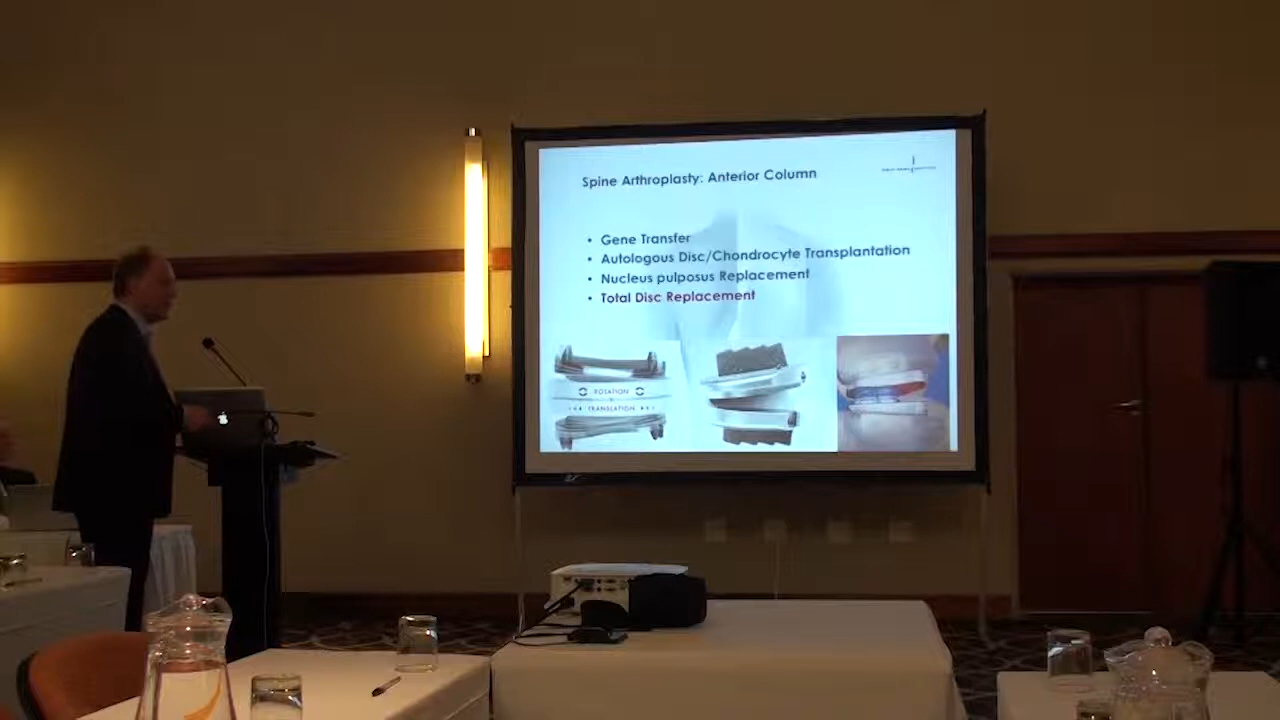 Spine Arthroplasty: Anterior Column
• Gene Transfer
• Autologous Disc/Chondrocyte Transplantation
• Nucleus pulposus Replacement
• Total Disc Replacement
ROTATION
TRANSLATION